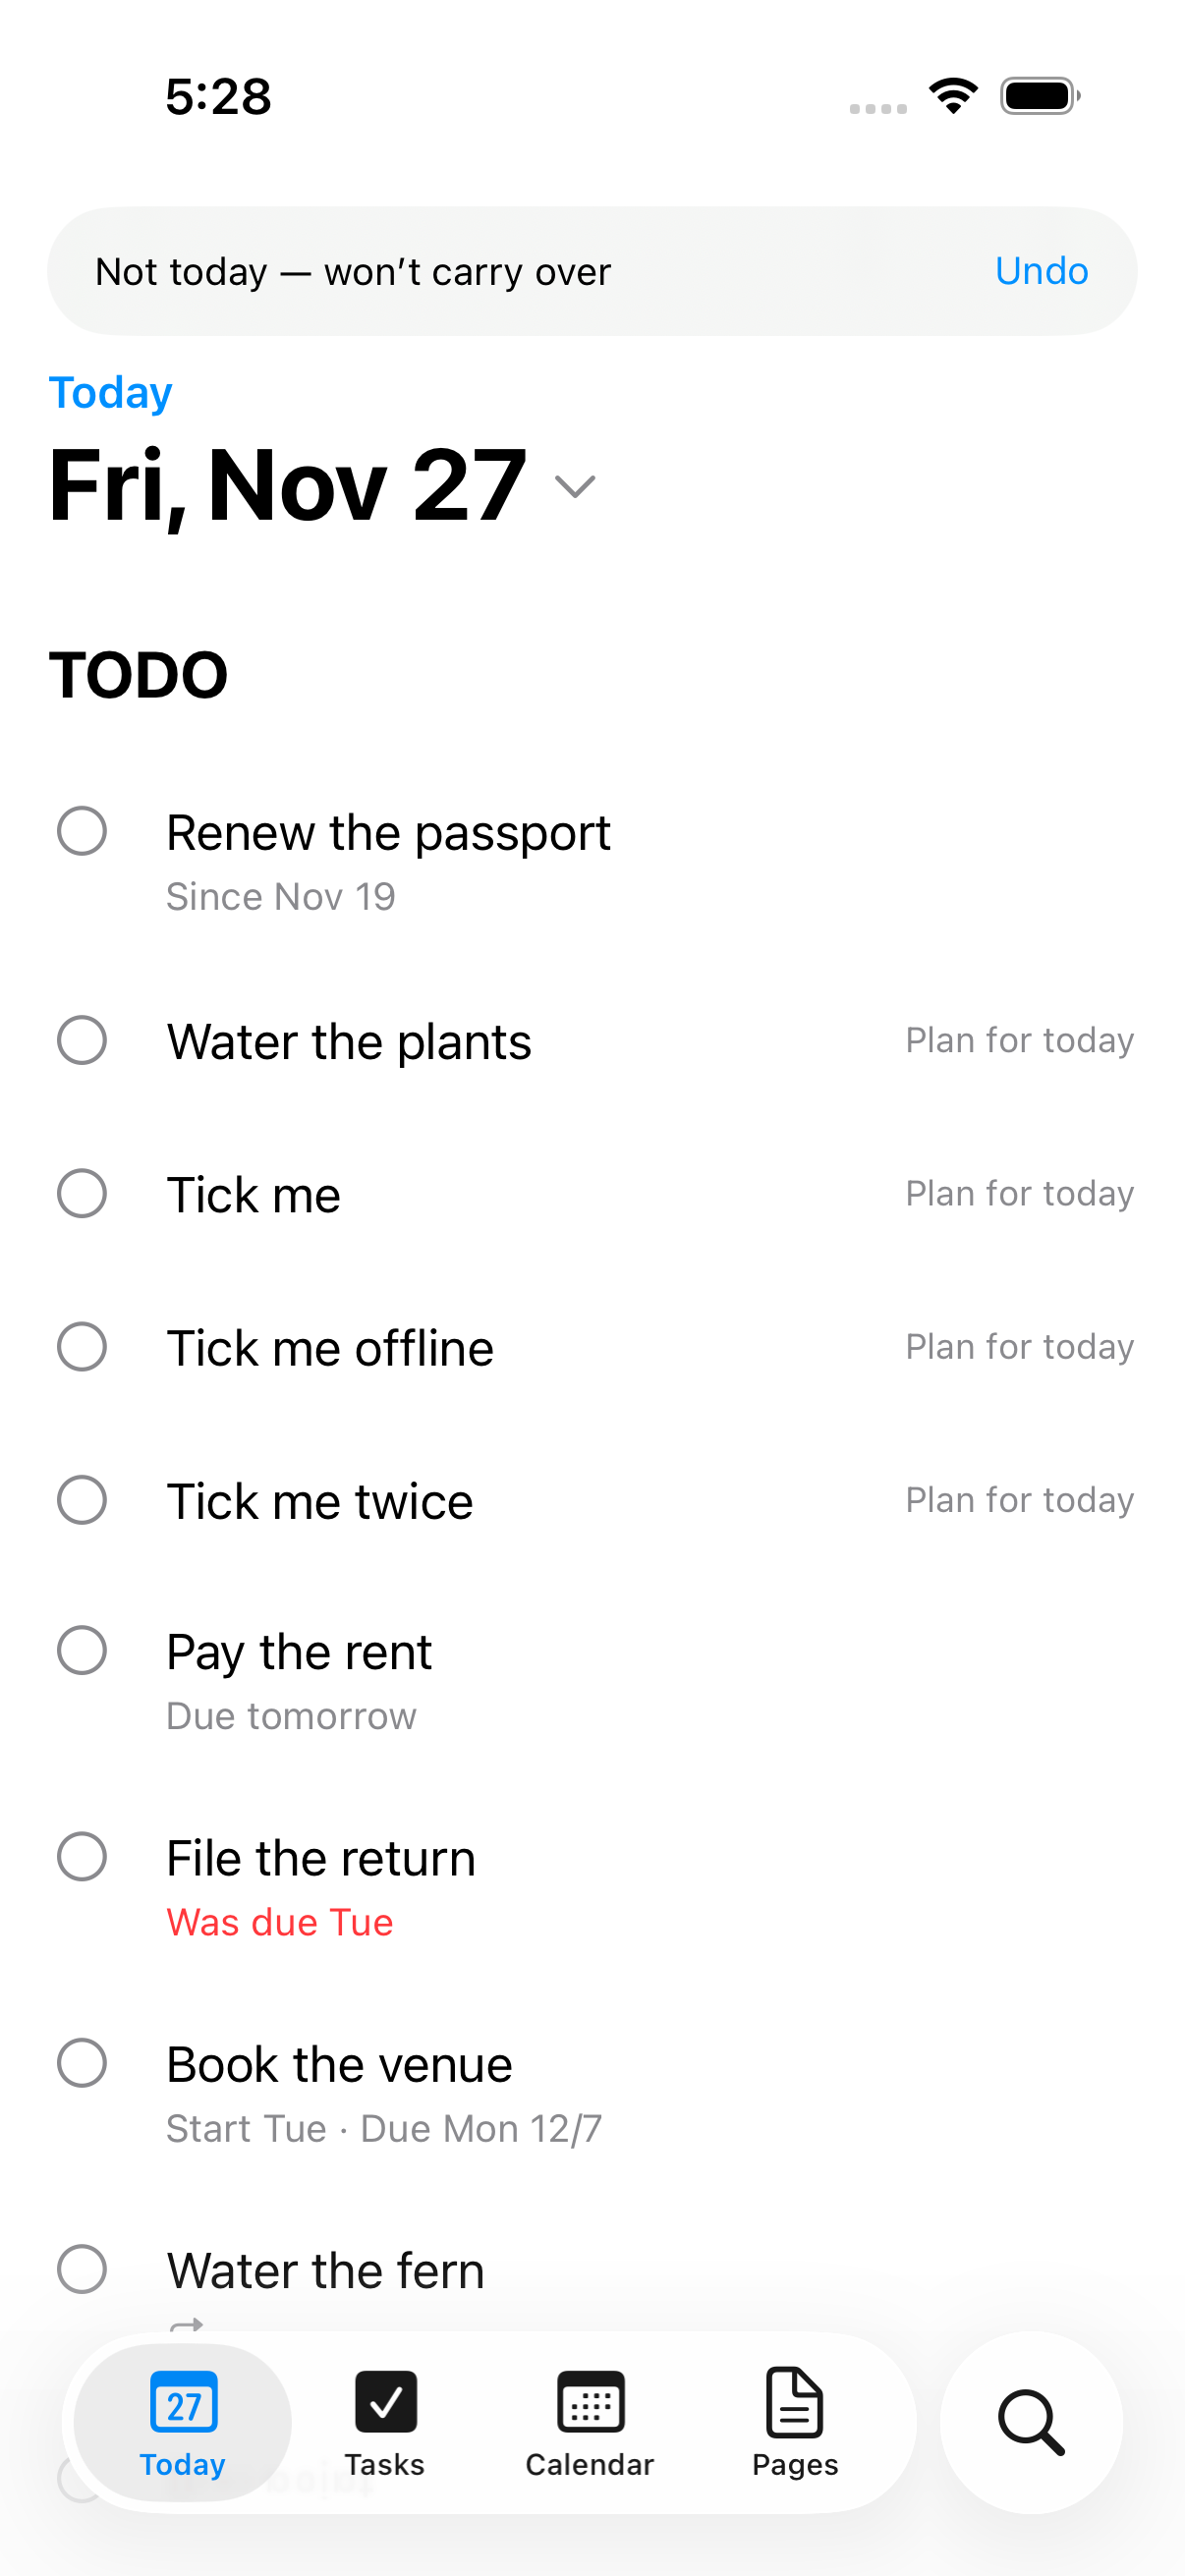 5:28
Not today — won’t carry over Undo
Today
Fri, Nov 27
TODO
Renew the passport
Since Nov 19
Water the plants Plan for today
Tick me Plan for today
Tick me offline Plan for today
Tick me twice Plan for today
Pay the rent
Due tomorrow
File the return
Was due Tue
Book the venue
Start Tue · Due Mon 12/7
Water the fern
27
Today Tasks Calendar Pages